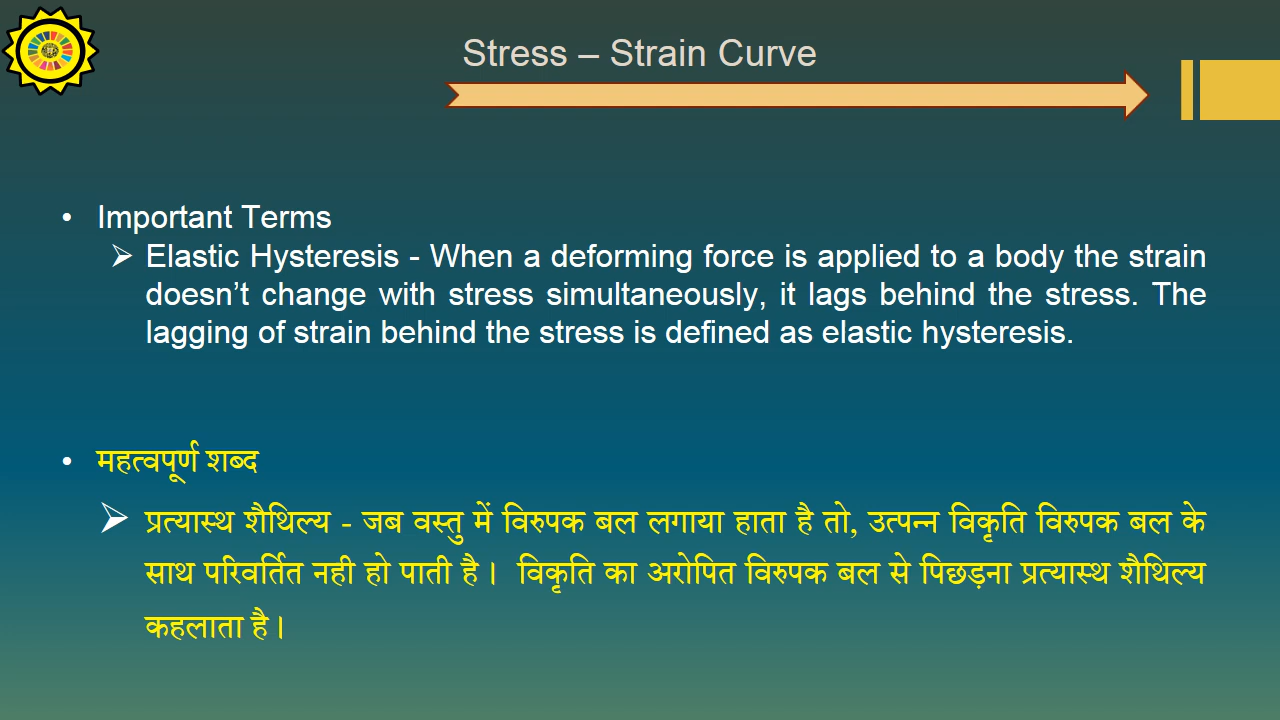 Stress – Strain Curve
• Important Terms
➢ Elastic Hysteresis - When a deforming force is applied to a body the strain
doesn’t change with stress simultaneously, it lags behind the stress. The
lagging of strain behind the stress is defined as elastic hysteresis.
• महत्वपूर्ण शब्द
➢ प्रत्यास्थ शैथिल्य - जब वस्तु में विरुपक बल लगाया हाता है तो, उत्पन्न विकृति विरुपक बल के
साथ परिवर्तित नही हो पाती है। विकृति का अरोपित विरुपक बल से पिछड़ना प्रत्यास्थ शैथिल्य
कहलाता है।